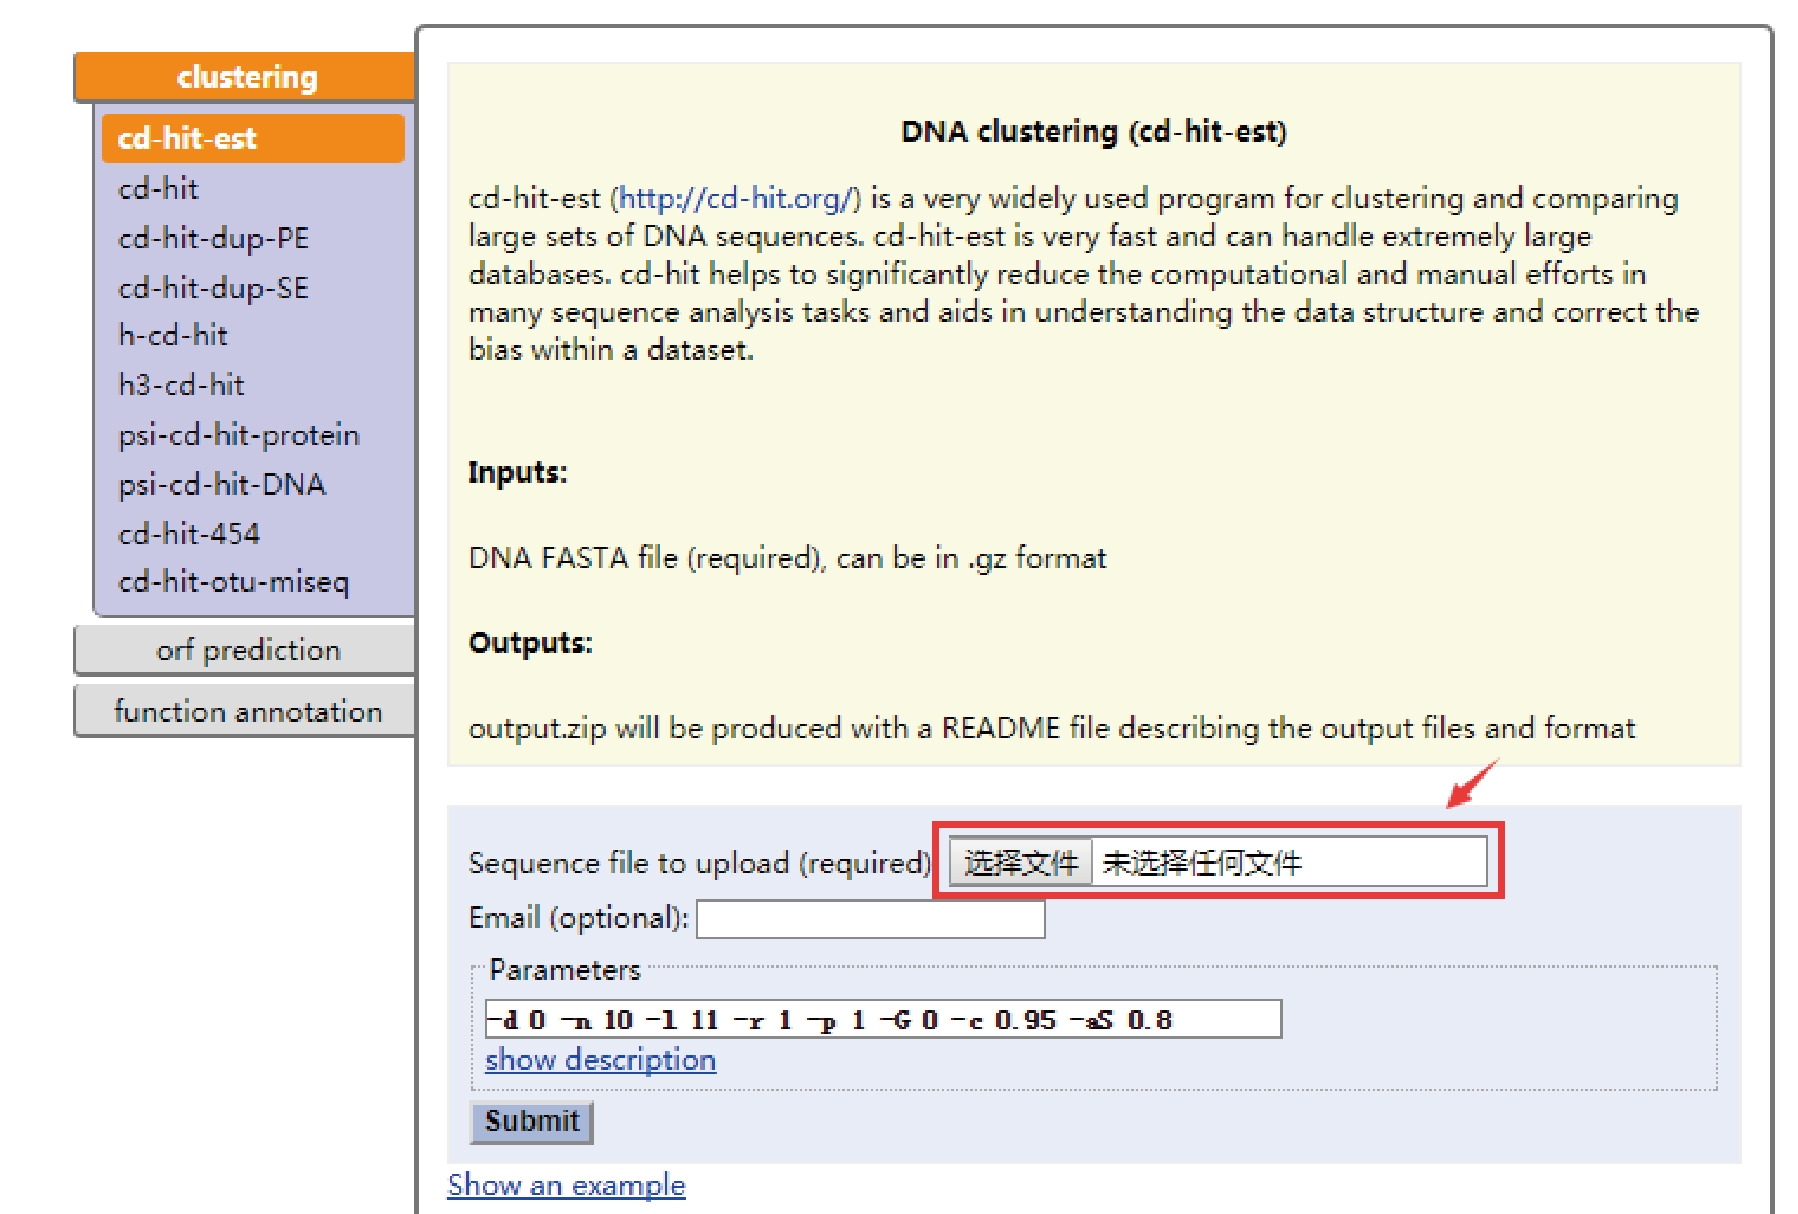 clustering
cd-hit-est
cd-hit
cd-hit-dup-PE
cd-hit-dup-SE
h-cd-hit
h3-cd-hit
psi-cd-hit-protein
psi-cd-hit-DNA
cd-hit-454
cd-hit-otu-miseq
orf prediction
function annotation
DNA clustering (cd-hit-est)
cd-hit-est (http://cd-hit.org/) is a very widely used program for clustering and comparing
large sets of DNA sequences. cd-hit-est is very fast and can handle extremely large
databases. cd-hit helps to significantly reduce the computational and manual efforts in
many sequence analysis tasks and aids in understanding the data structure and correct the
bias within a dataset.
Inputs:
DNA FASTA file (required), can be in .gz format
Outputs:
output.zip will be produced with a README file describing the output files and format
Sequence file to upload (required) 选择文件 未选择任何文件
Email (optional):
Parameters
-d 0 -n 10 -l 11 -r 1 -p 1 -G 0 -c 0.95 -aS 0.8
show description
Submit
Show an example